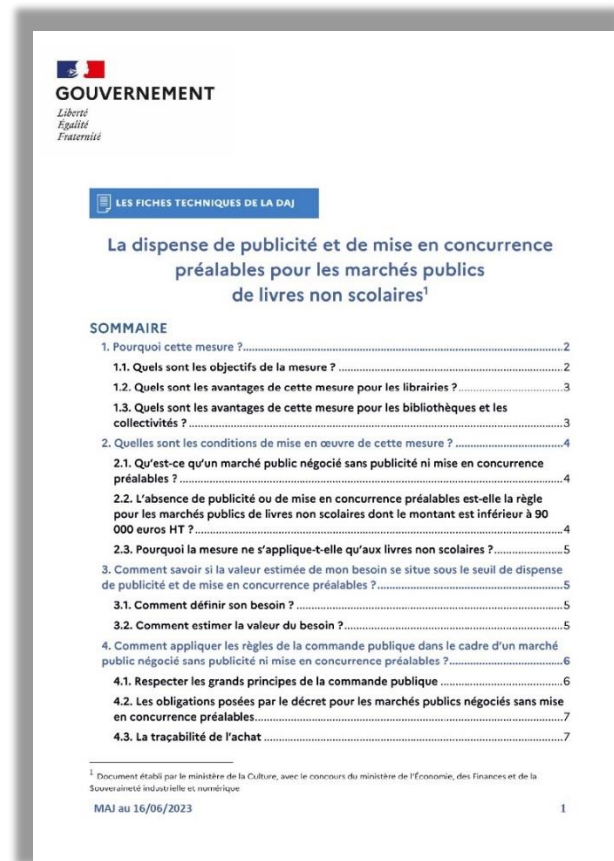 GOUVERNEMENT
Liberté
Égalité
Fraternité
LES FICHES TECHNIQUES DE LA DAJ
La dispense de publicité et de mise en concurrence
préalables pour les marchés publics
de livres non scolaires¹
SOMMAIRE
1. Pourquoi cette mesure ?...2
1.1. Quels sont les objectifs de la mesure ?...2
1.2. Quels sont les avantages de cette mesure pour les librairies ?...3
1.3. Quels sont les avantages de cette mesure pour les bibliothèques et les
collectivités ?...3
2. Quelles sont les conditions de mise en œuvre de cette mesure ?...4
2.1. Qu'est-ce qu'un marché public négocié sans publicité ni mise en concurrence
préalables ?...4
2.2. L'absence de publicité ou de mise en concurrence préalables est-elle la règle
pour les marchés publics de livres non scolaires dont le montant est inférieur à 90
000 euros HT ?...4
2.3. Pourquoi la mesure ne s'applique-t-elle qu'aux livres non scolaires ?...5
3. Comment savoir si la valeur estimée de mon besoin se situe sous le seuil de dispense
de publicité et de mise en concurrence préalables ?...5
3.1. Comment définir son besoin ?...5
3.2. Comment estimer la valeur du besoin ?...5
4. Comment appliquer les règles de la commande publique dans le cadre d'un marché
public négocié sans publicité ni mise en concurrence préalables ?...6
4.1. Respecter les grands principes de la commande publique...6
4.2. Les obligations posées par le décret pour les marchés publics négociés sans mise
en concurrence préalables...7
4.3. La traçabilité de l'achat...7
¹ Document établi par le ministère de la Culture, avec le concours du ministère de l'Économie, des Finances et de la
Souveraineté industrielle et numérique
MAJ au 16/06/2023 1